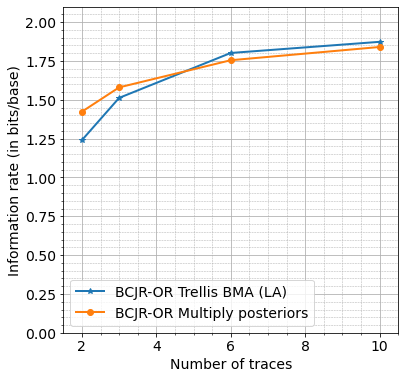 2.00
1.75
1.50
1.25
1.00
0.75
0.50
0.25
0.00
Information rate (in bits/base)
BCJR-OR Trellis BMA (LA)
BCJR-OR Multiply posteriors
2 4 6 8 10
Number of traces